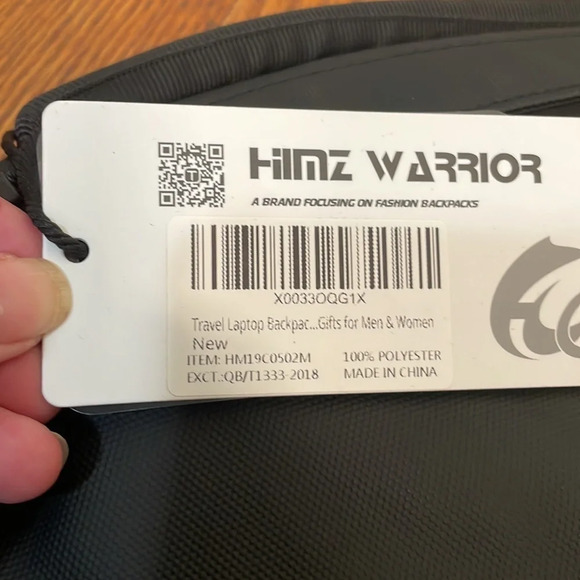 HIMZ WARRIOR
A BRAND FOCUSING ON FASHION BACKPACKS
X0033OQG1X
Travel Laptop Backpac...Gifts for Men & Women
New
ITEM: HM19C0502M 100% POLYESTER
EXCT.:QB/T1333-2018 MADE IN CHINA